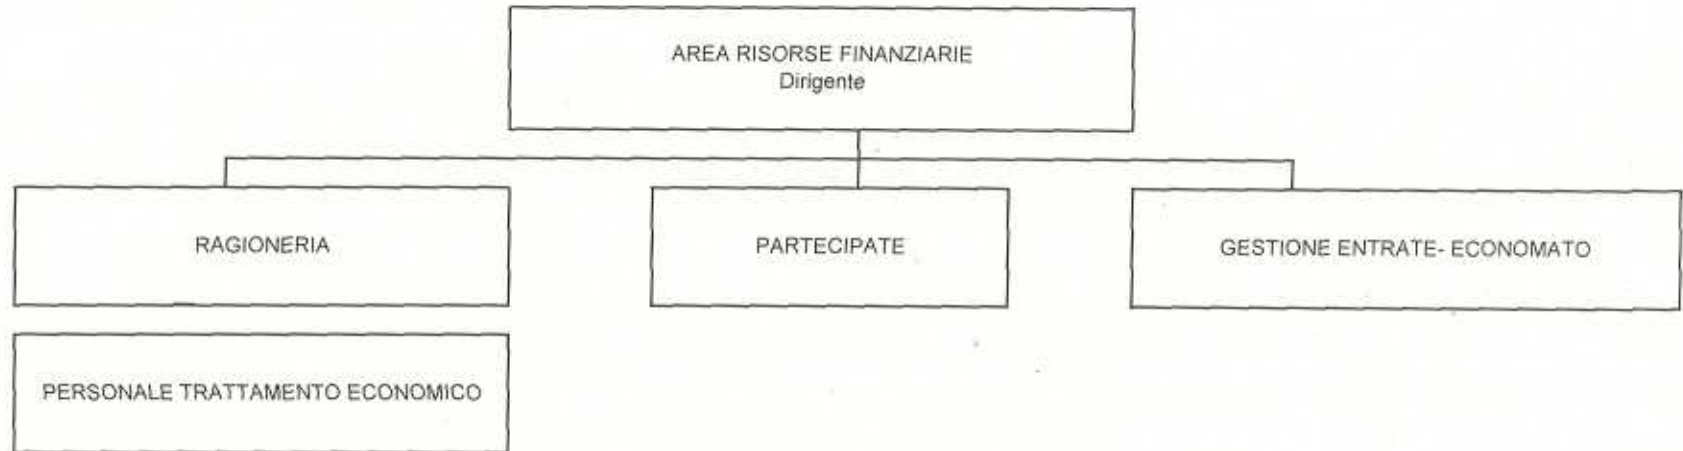 AREA RISORSE FINANZIARIE
Dirigente
RAGIONERIA
PARTECIPATE
GESTIONE ENTRATE- ECONOMATO
PERSONALE TRATTAMENTO ECONOMICO